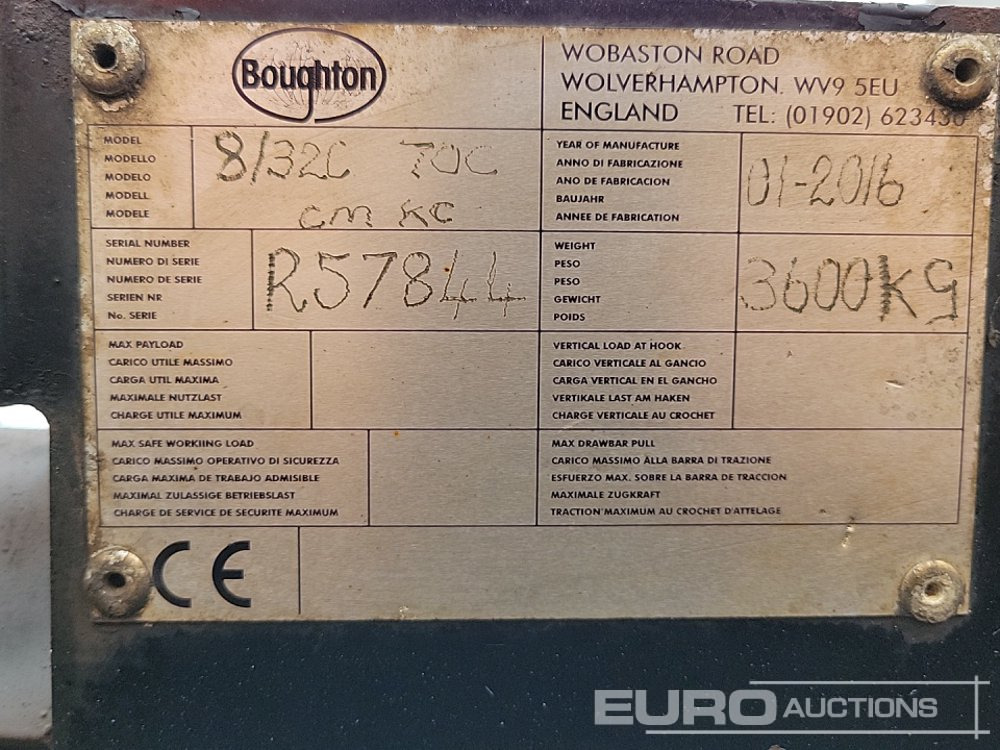 Boughton
WOBASTON ROAD
WOLVERHAMPTON. WV9 5EU
ENGLAND TEL: (01902) 623430
MODEL
MODELLO
MODELO
MODELL
MODELE
8/32C 70C
CM KC
YEAR OF MANUFACTURE
ANNO DI FABRICAZIONE
ANO DE FABRICACION
BAUJAHR
ANNEE DE FABRICATION
01-2016
SERIAL NUMBER
NUMERO DI SERIE
NUMERO DE SERIE
SERIEN NR
No. SERIE
R57844
WEIGHT
PESO
PESO
GEWICHT
POIDS
3600KG
MAX PAYLOAD
CARICO UTILE MASSIMO
CARGA UTIL MAXIMA
MAXIMALE NUTZLAST
CHARGE UTILE MAXIMUM
VERTICAL LOAD AT HOOK
CARICO VERTICALE AL GANCIO
CARGA VERTICAL EN EL GANCHO
VERTIKALE LAST AM HAKEN
CHARGE VERTICALE AU CROCHET
MAX SAFE WORKIING LOAD
CARICO MASSIMO OPERATIVO DI SICUREZZA
CARGA MAXIMA DE TRABAJO ADMISIBLE
MAXIMAL ZULASSIGE BETRIEBSLAST
CHARGE DE SERVICE DE SECURITE MAXIMUM
MAX DRAWBAR PULL
CARICO MASSIMO ALLA BARRA DI TRAZIONE
ESFUERZO MAX. SOBRE LA BARRA DE TRACCION
MAXIMALE ZUGKRAFT
TRACTION MAXIMUM AU CROCHET D'ATTELAGE
CE
EURO AUCTIONS